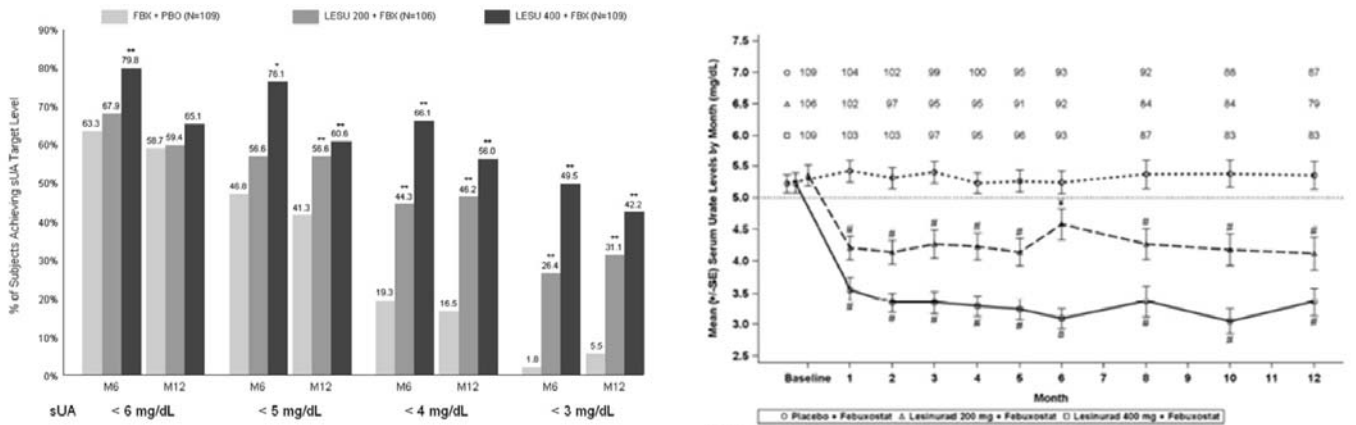 FBX + PBO (N=109) LESU 200 + FBX (N=106) LESU 400 + FBX (N=109)
% of Subjects Achieving sUA Target Level
90%
80%
70%
60%
50%
40%
30%
20%
10%
0%
63.3 67.9 ** 79.8
58.7 59.4 65.1
46.8 56.6 * 76.1
41.3 ** 56.6 ** 60.6
19.3 ** 44.3 ** 66.1
16.5 ** 46.2 ** 56.0
1.8 ** 26.4 ** 49.5
5.5 ** 31.1 ** 42.2
M6 M12 M6 M12 M6 M12 M6 M12
sUA < 6 mg/dL < 5 mg/dL < 4 mg/dL < 3 mg/dL
Mean (+/-SE) Serum Urate Levels by Month (mg/dL)
7.5
7.0
6.5
6.0
5.5
5.0
4.5
4.0
3.5
3.0
2.5
109 104 102 99 100 95 93 92 88 87
106 102 97 95 95 91 92 84 84 79
109 103 103 97 95 96 93 87 83 83
# # # # # * # # #
# # # # # # # # #
Baseline 1 2 3 4 5 6 7 8 9 10 11 12
Month
Placebo + Febuxostat Lesinurad 200 mg + Febuxostat Lesinurad 400 mg + Febuxostat